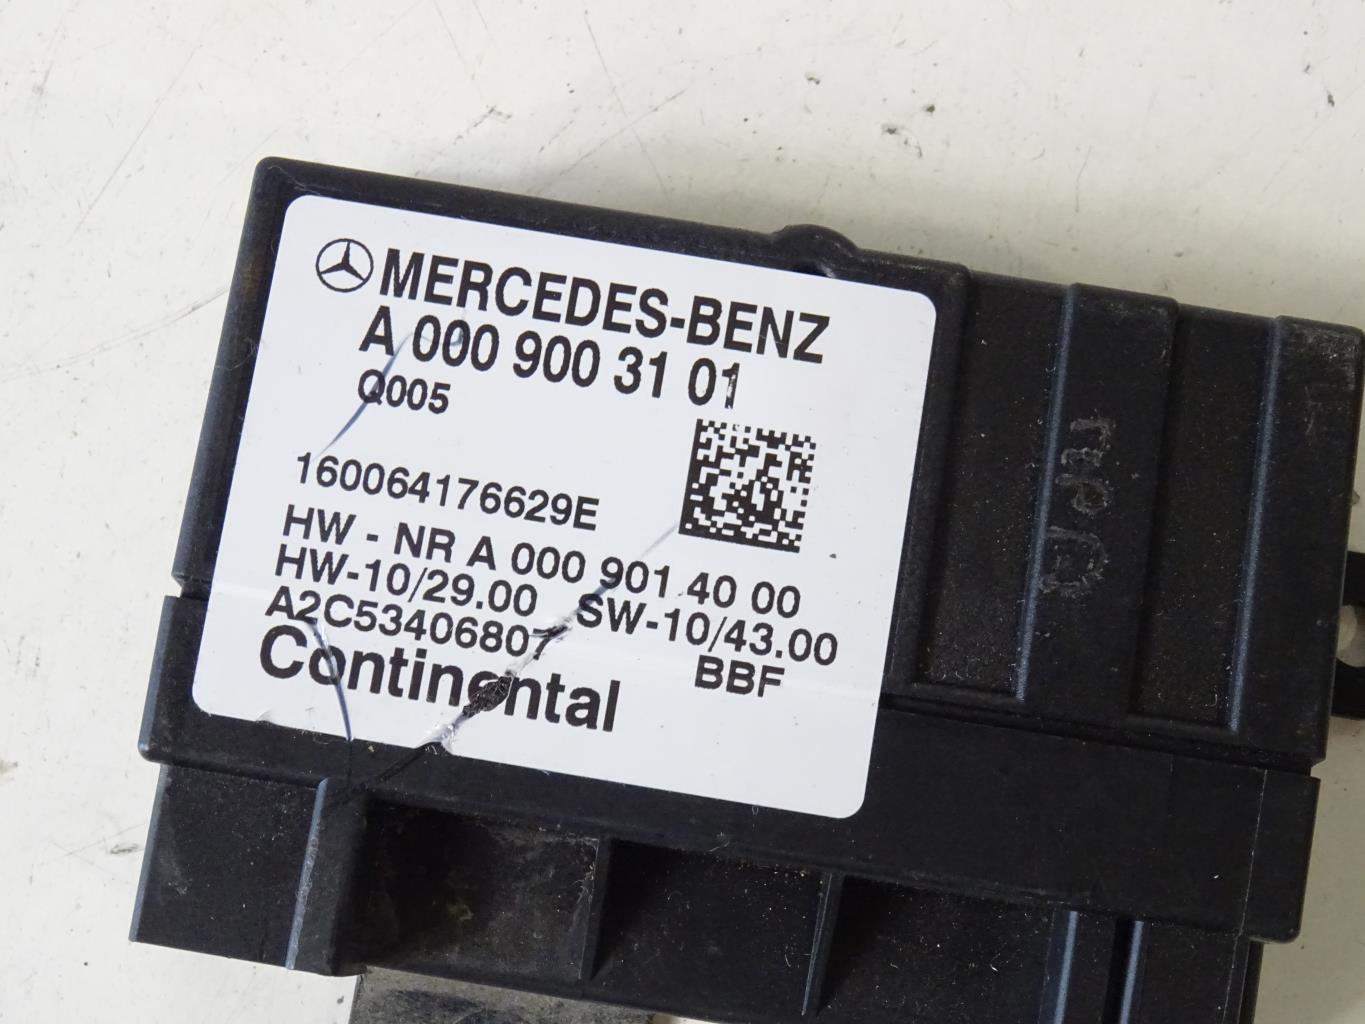 MERCEDES-BENZ
A 000 900 31 01
Q005
160064176629E
HW - NR A 000 901 40 00
HW-10/29.00 SW-10/43.00
A2C53406807 BBF
Continental